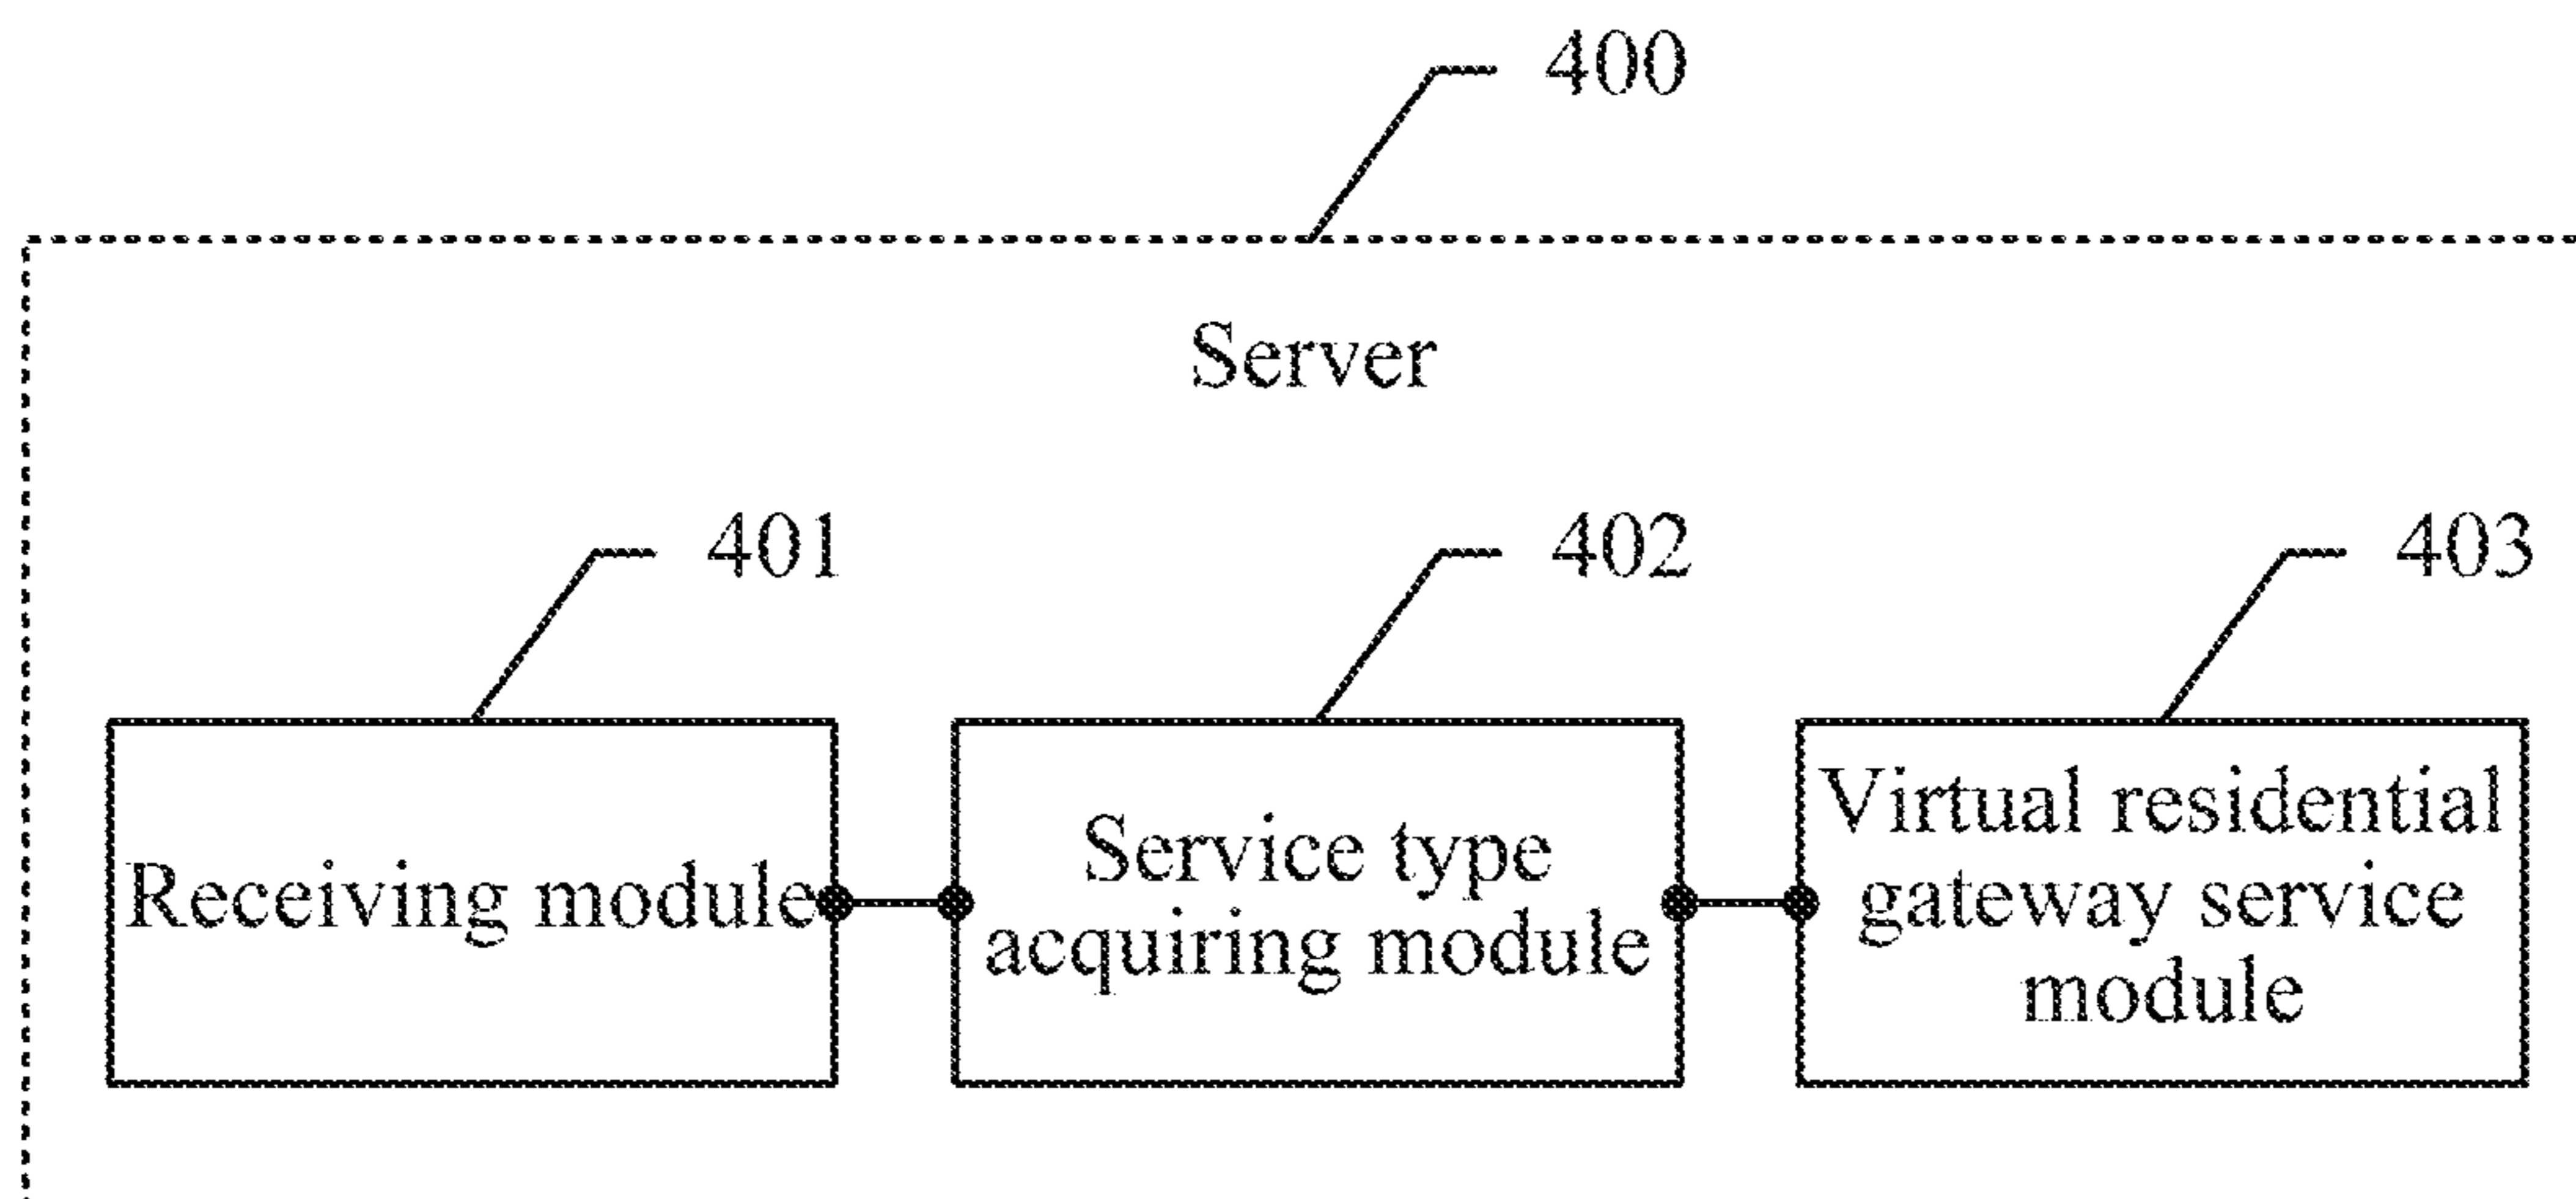 400
Server
401
402
403
Receiving module
Service type
acquiring module
Virtual residential
gateway service
module